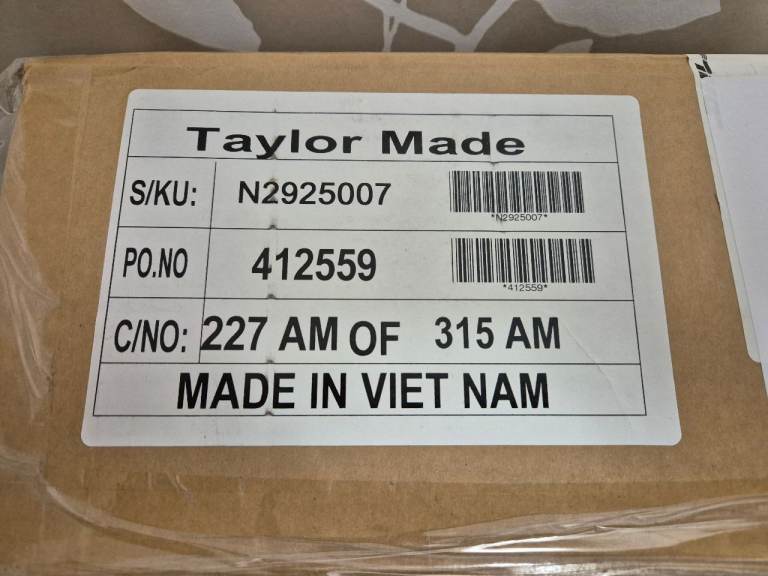 Taylor Made
S/KU: N2925007
*N2925007*
PO.NO 412559
*412559*
C/NO: 227 AM OF 315 AM
MADE IN VIET NAM